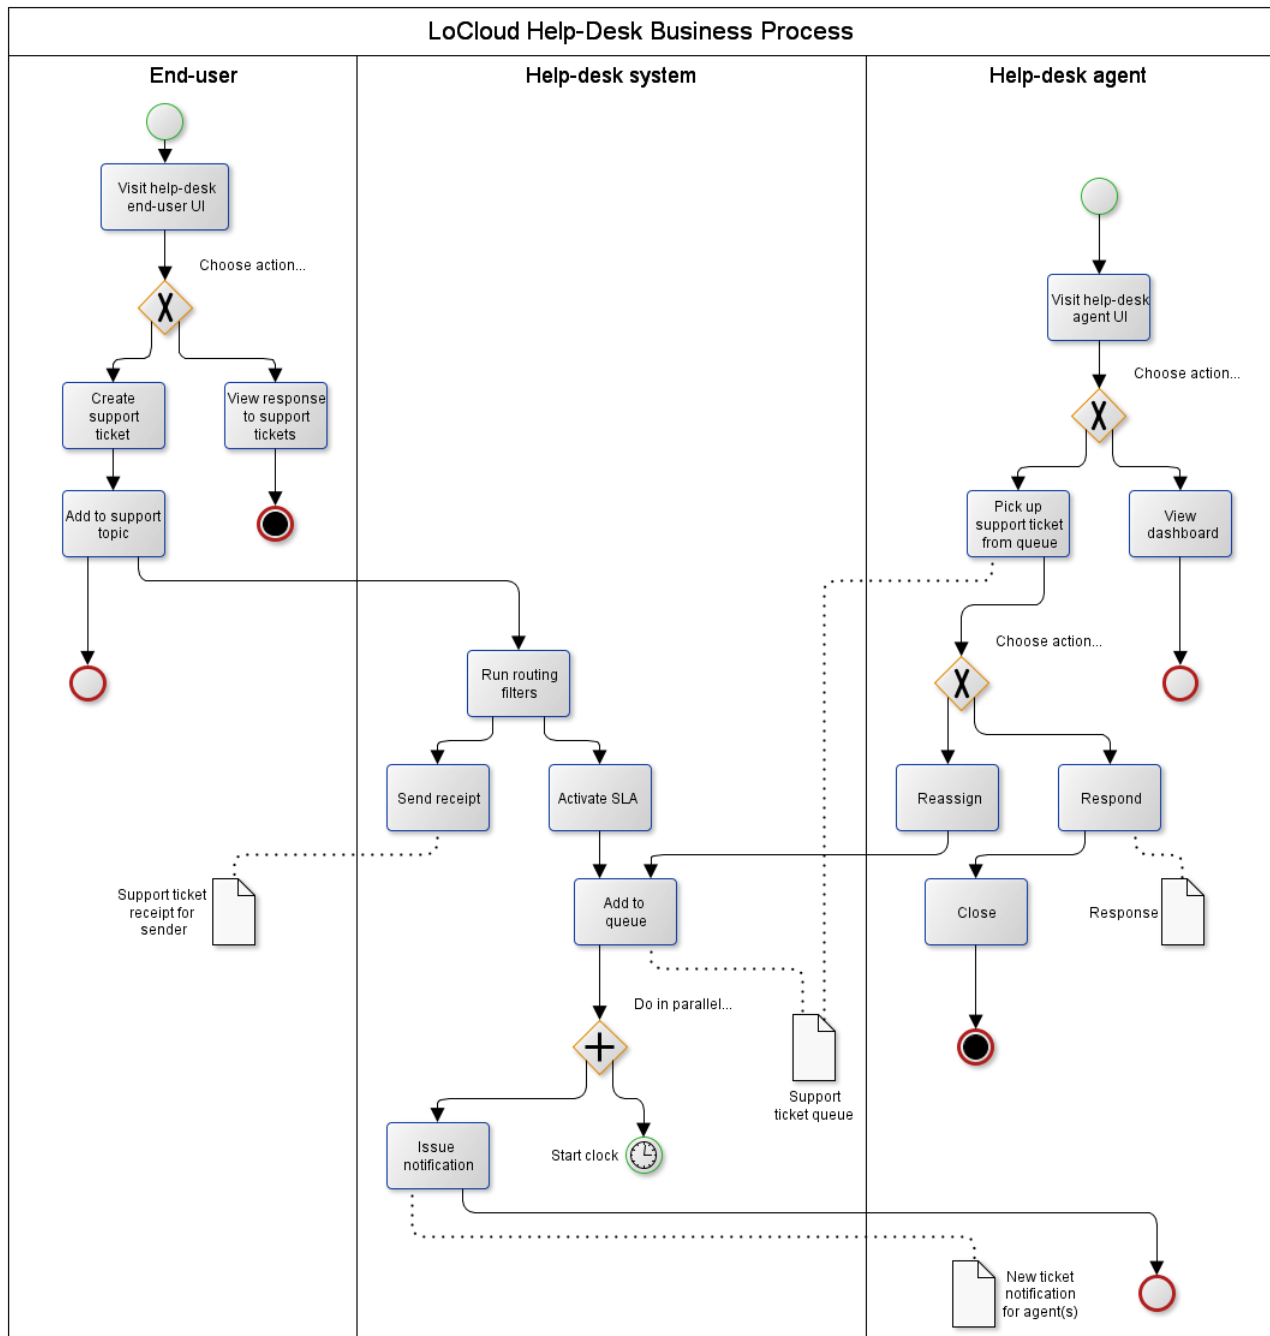 LoCloud Help-Desk Business Process
End-user
Help-desk system
Help-desk agent
Visit help-desk
end-user UI
Choose action...
Create
support
ticket
View response
to support
tickets
Add to support
topic
Visit help-desk
agent UI
Choose action...
Pick up
support ticket
from queue
View
dashboard
Choose action...
Run routing
filters
Send receipt
Activate SLA
Reassign
Respond
Support ticket
receipt for
sender
Add to
queue
Close
Response
Do in parallel...
Support
ticket queue
Issue
notification
Start clock
New ticket
notification
for agent(s)